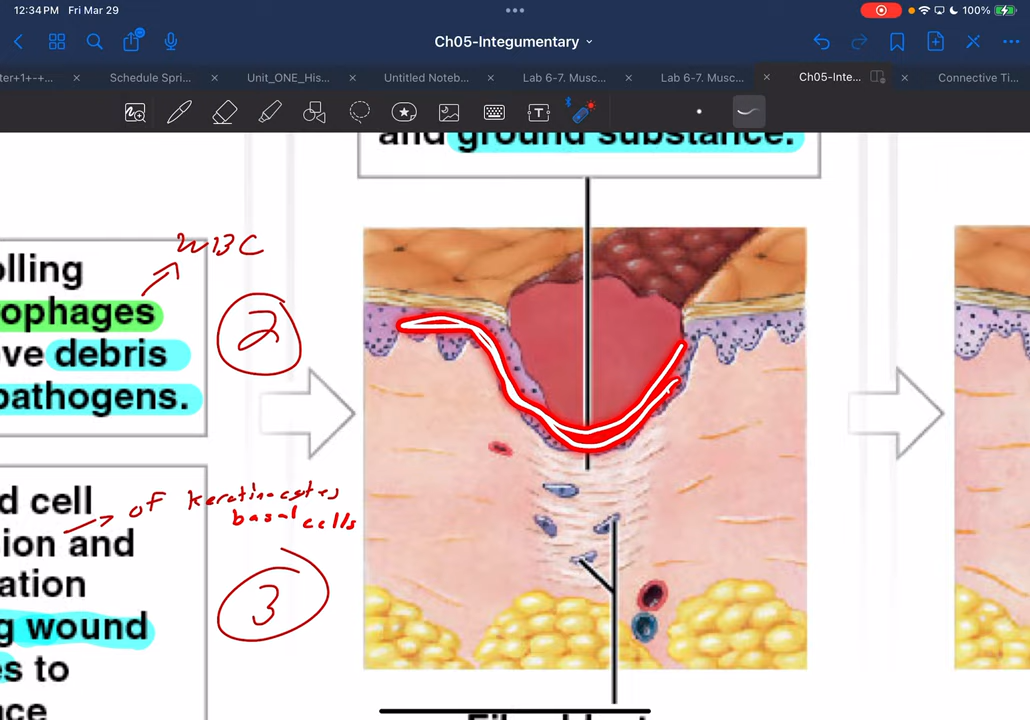 12:34 PM Fri Mar 29
100%
Ch05-Integumentary
ter+1+-+...
Schedule Spri...
Unit_ONE_His...
Untitled Noteb...
Lab 6-7. Musc...
Lab 6-7. Musc...
Ch05-Inte...
Connective Ti...
and ground substance.
WBC
olling
ophages
ve debris
pathogens.
2
d cell
ion and
ation
g wound
es to
nce
of keratinocytes
basal cells
3